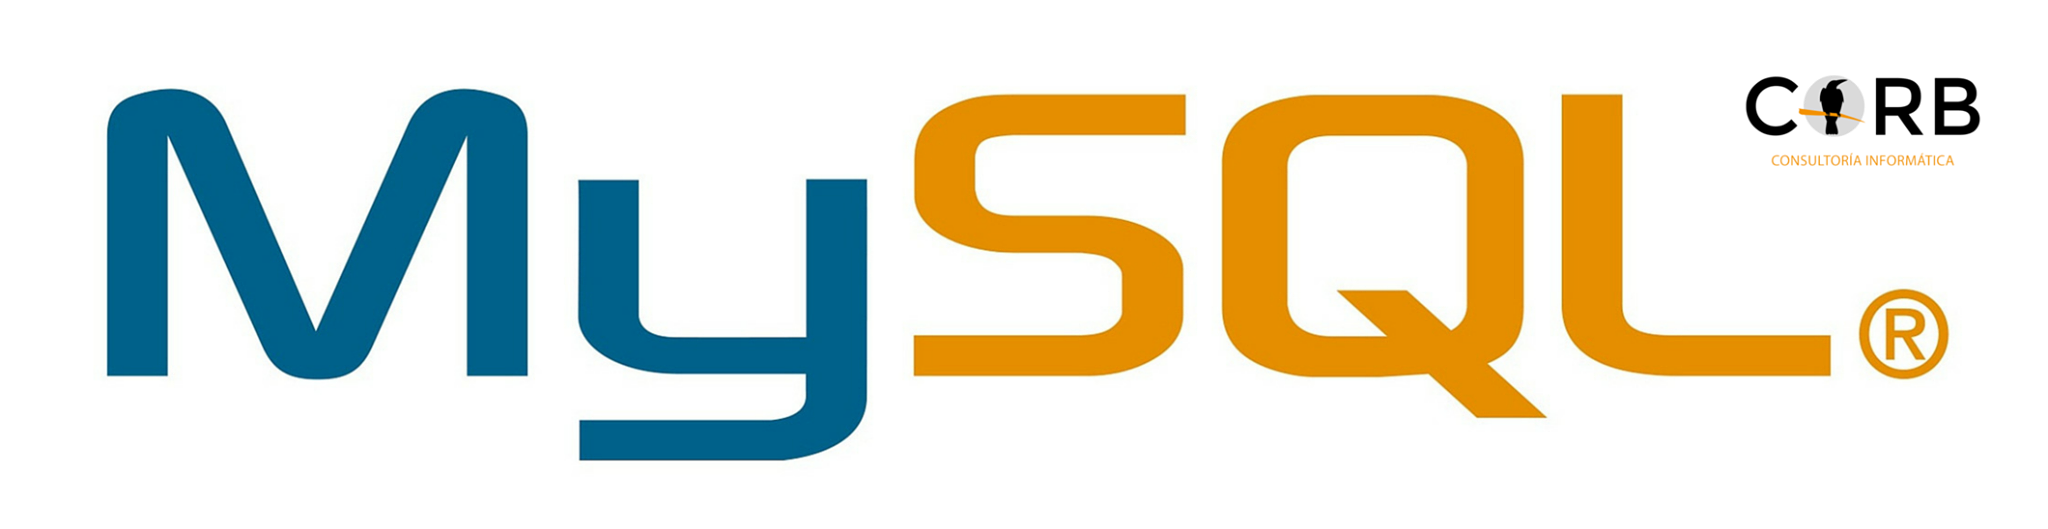 MySQL®
CORB
CONSULTORÍA INFORMÁTICA